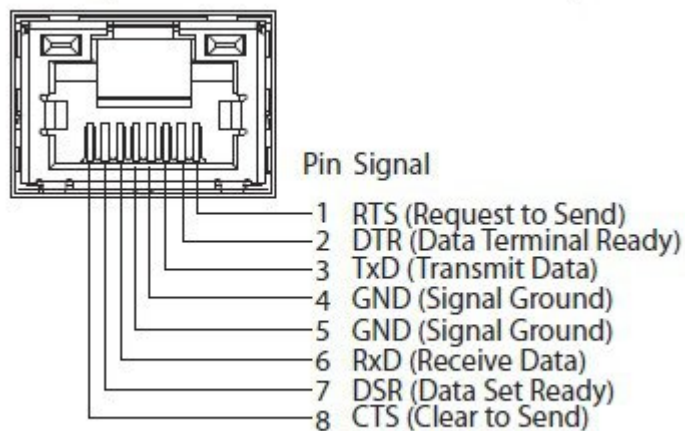 Pin Signal
1 RTS (Request to Send)
2 DTR (Data Terminal Ready)
3 TxD (Transmit Data)
4 GND (Signal Ground)
5 GND (Signal Ground)
6 RxD (Receive Data)
7 DSR (Data Set Ready)
8 CTS (Clear to Send)